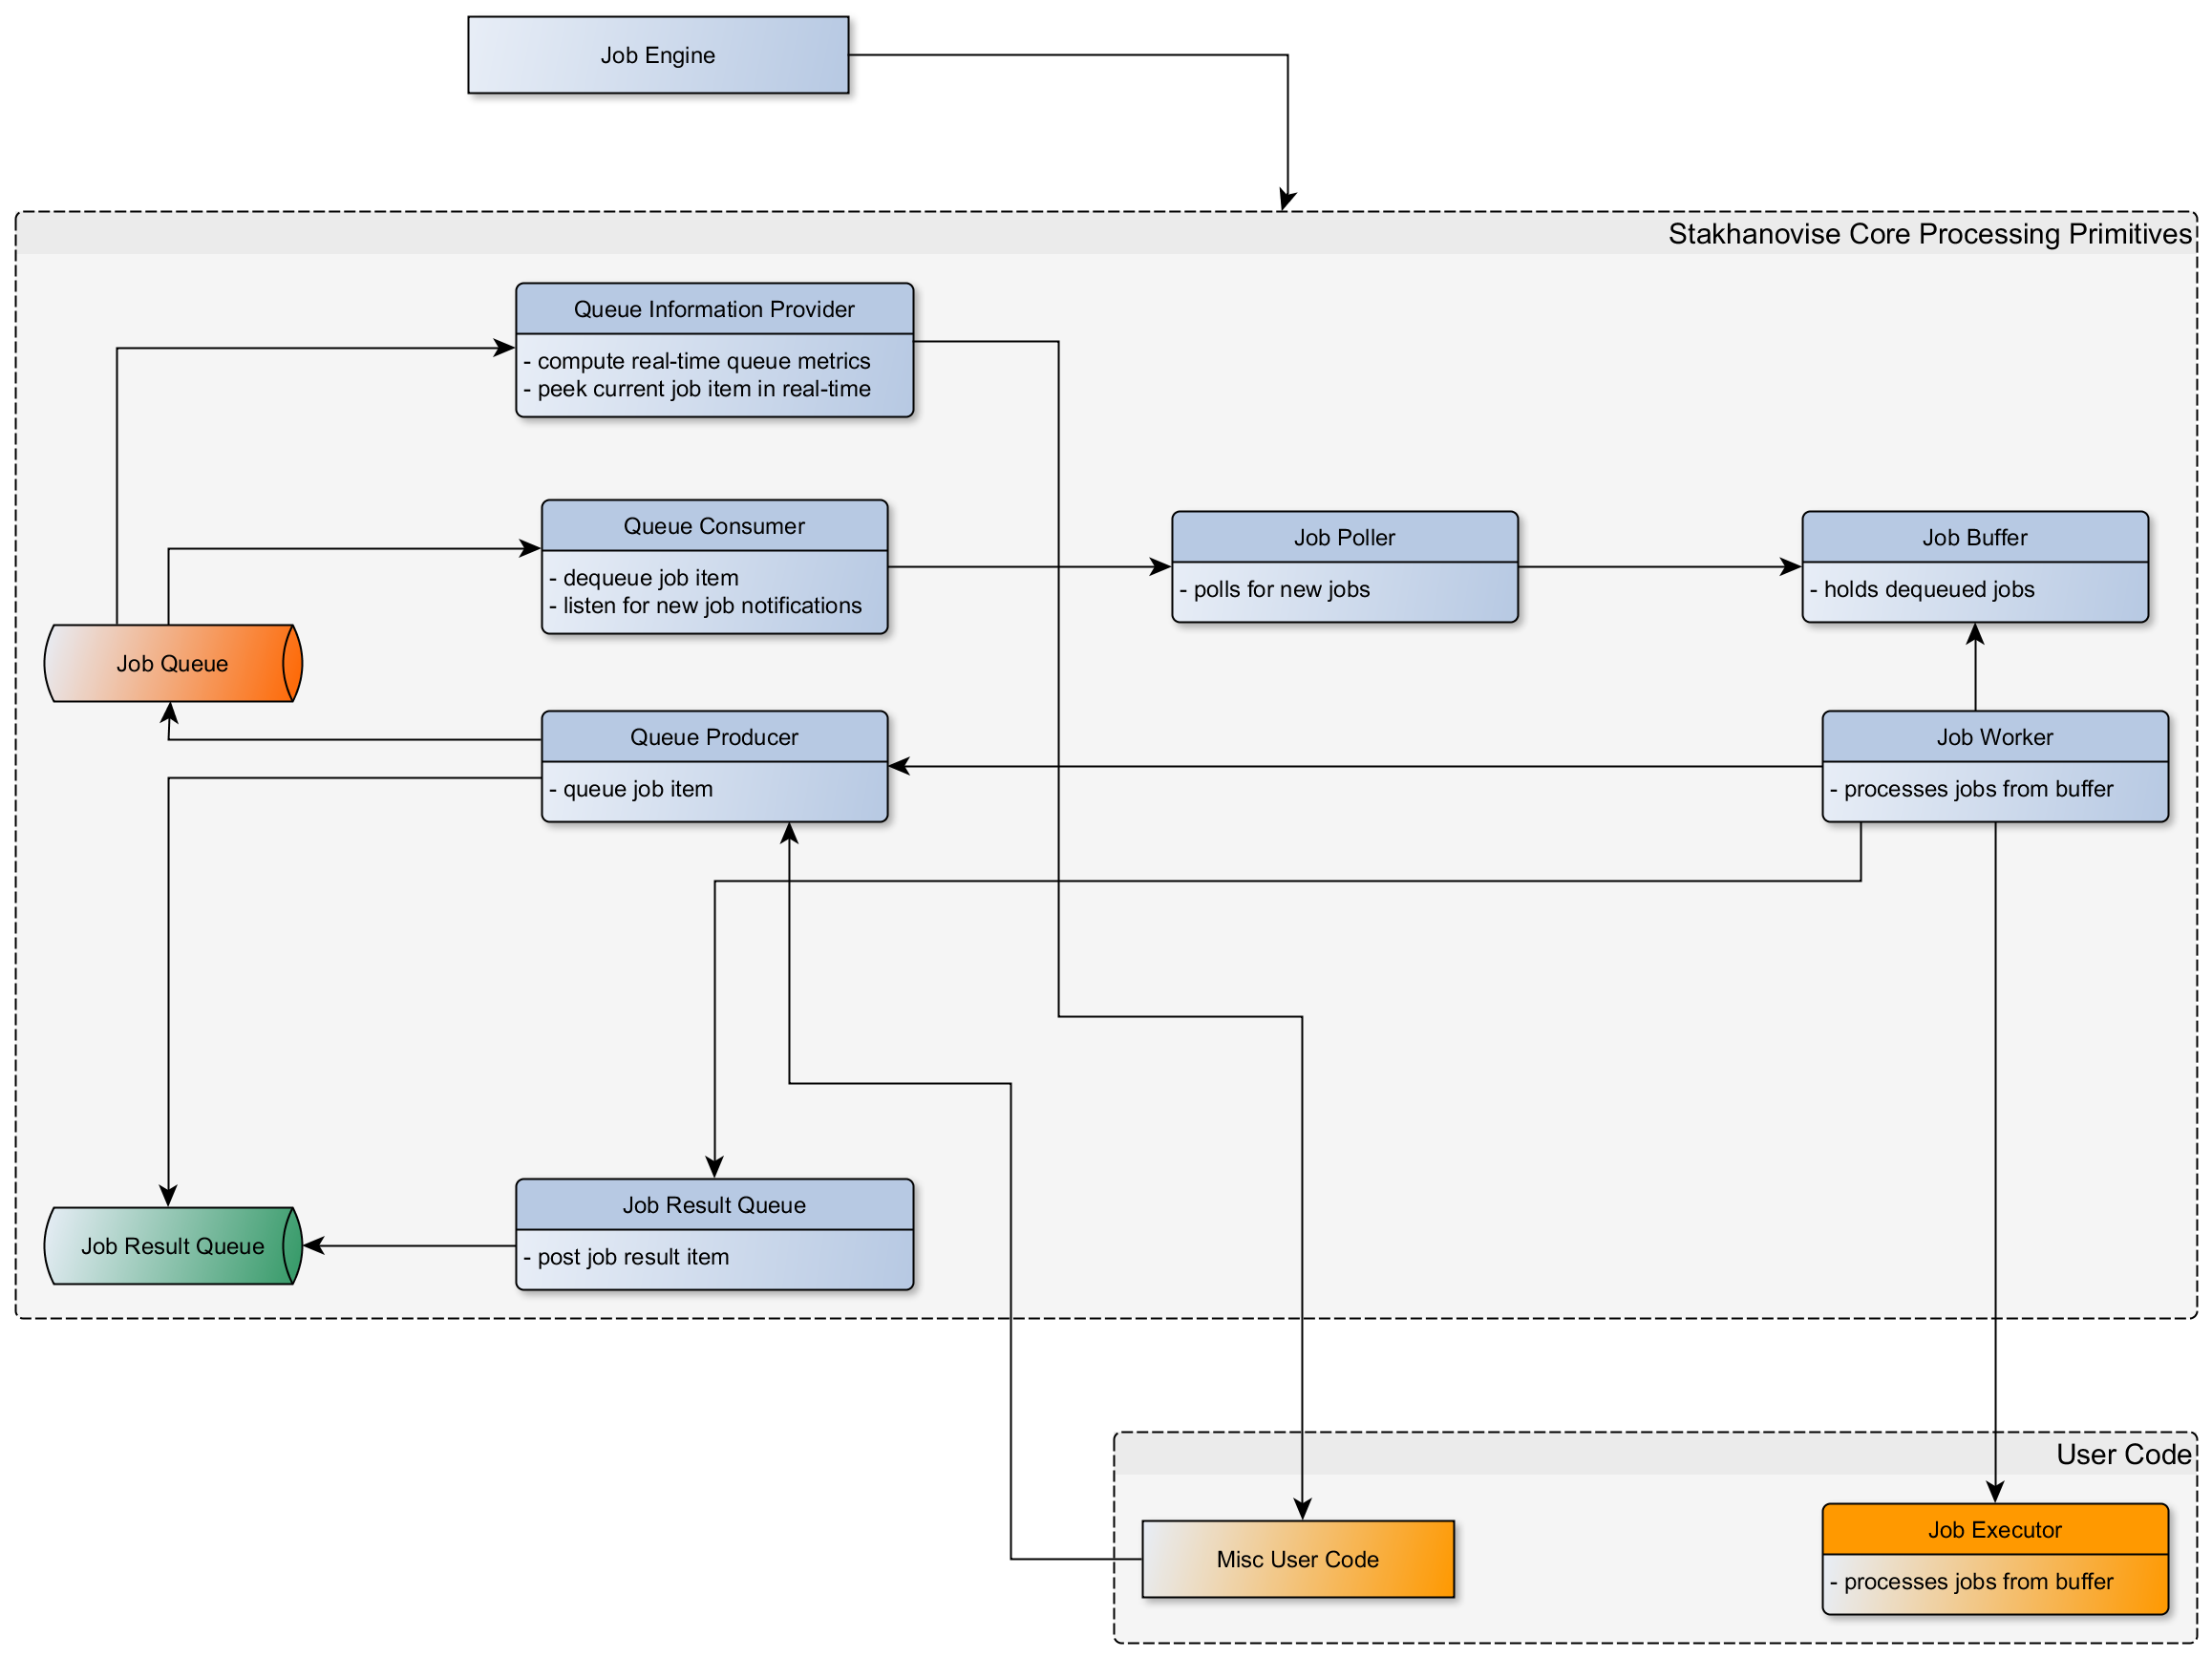 Job Engine
Stakhanovise Core Processing Primitives
Queue Information Provider
- compute real-time queue metrics
- peek current job item in real-time
Queue Consumer
- dequeue job item
- listen for new job notifications
Job Poller
- polls for new jobs
Job Buffer
- holds dequeued jobs
Job Queue
Queue Producer
- queue job item
Job Worker
- processes jobs from buffer
Job Result Queue
Job Result Queue
- post job result item
User Code
Misc User Code
Job Executor
- processes jobs from buffer